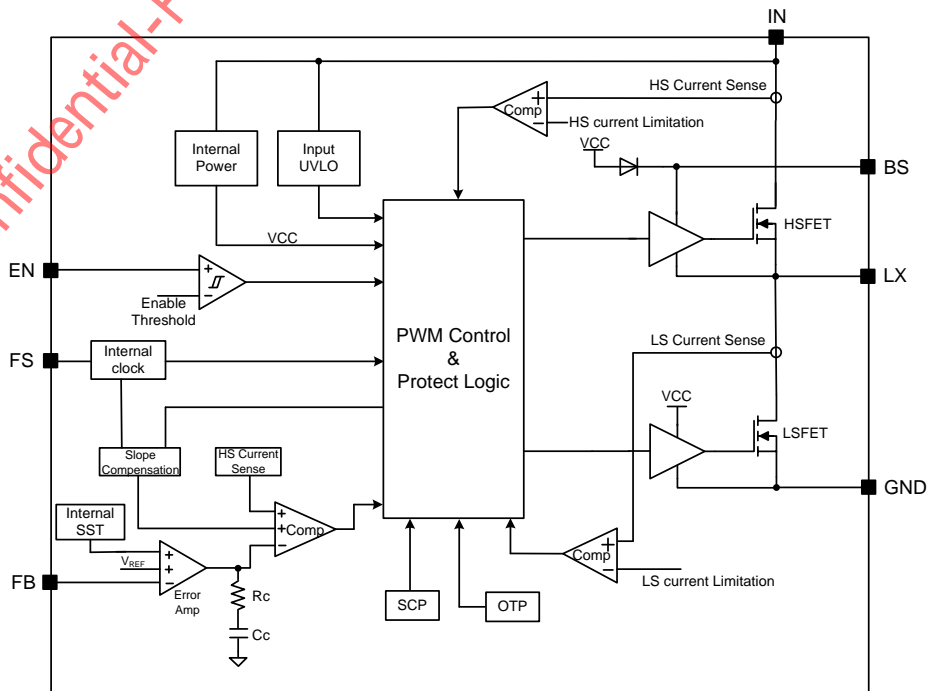 IN
HS Current Sense
Comp
+
−
HS current Limitation
Internal
Power
Input
UVLO
VCC
BS
HSFET
VCC
EN
+
−
Enable
Threshold
LX
PWM Control
&
Protect Logic
FS
Internal
clock
LS Current Sense
VCC
LSFET
Slope
Compensation
HS Current
Sense
GND
Internal
SST
+
+
−
Comp
VREF
+
+
−
FB
Error
Amp
Rc
Cc
SCP
OTP
Comp
+
−
LS current Limitation